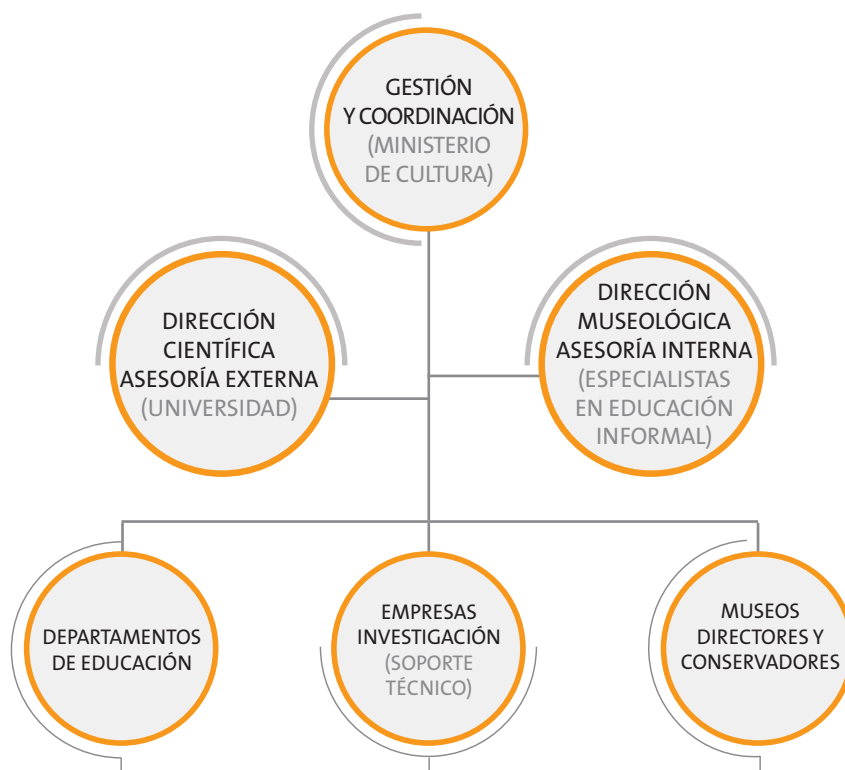 GESTIÓN
Y COORDINACIÓN
(MINISTERIO
DE CULTURA)
DIRECCIÓN
CIENTÍFICA
ASESORÍA EXTERNA
(UNIVERSIDAD)
DIRECCIÓN
MUSEOLÓGICA
ASESORÍA INTERNA
(ESPECIALISTAS
EN EDUCACIÓN
INFORMAL)
DEPARTAMENTOS
DE EDUCACIÓN
EMPRESAS
INVESTIGACIÓN
(SOPORTE
TÉCNICO)
MUSEOS
DIRECTORES Y
CONSERVADORES